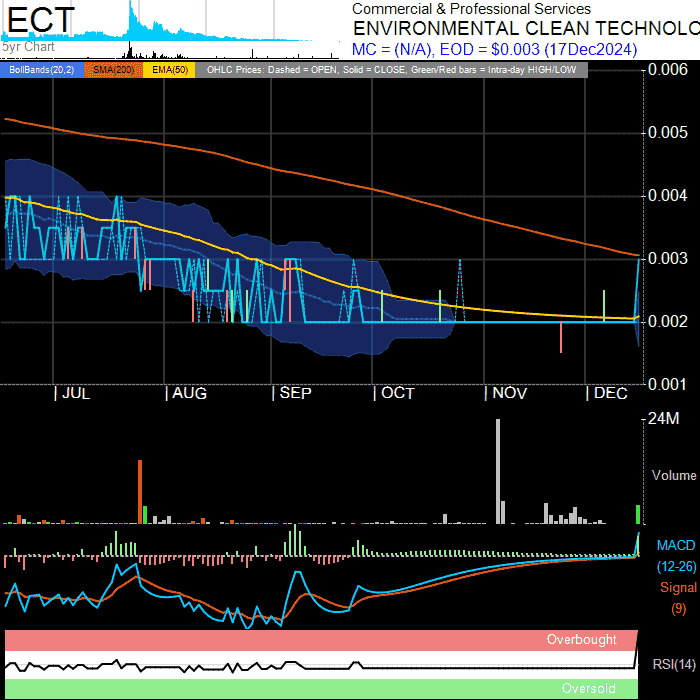 ECT
5yr Chart
Commercial & Professional Services
ENVIRONMENTAL CLEAN TECHNOLO
MC = (N/A), EOD = $0.003 (17Dec2024)
BollBands(20,2) SMA(200) EMA(50) OHLC Prices: Dashed = OPEN, Solid = CLOSE, Green/Red bars = Intra-day HIGH/LOW
0.006
0.005
0.004
0.003
0.002
0.001
| JUL | AUG | SEP | OCT | NOV | DEC
24M
Volume
MACD
(12-26)
Signal
(9)
Overbought
RSI(14)
Oversold